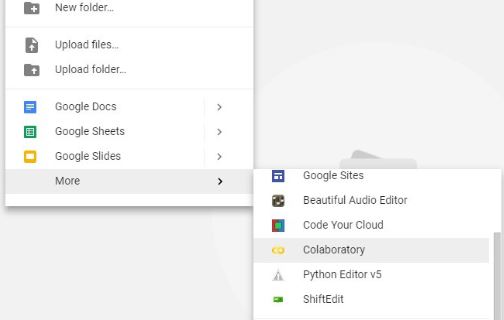 New folder...
Upload files...
Upload folder...
Google Docs
Google Sheets
Google Slides
More
Google Sites
Beautiful Audio Editor
Code Your Cloud
Colaboratory
Python Editor v5
ShiftEdit